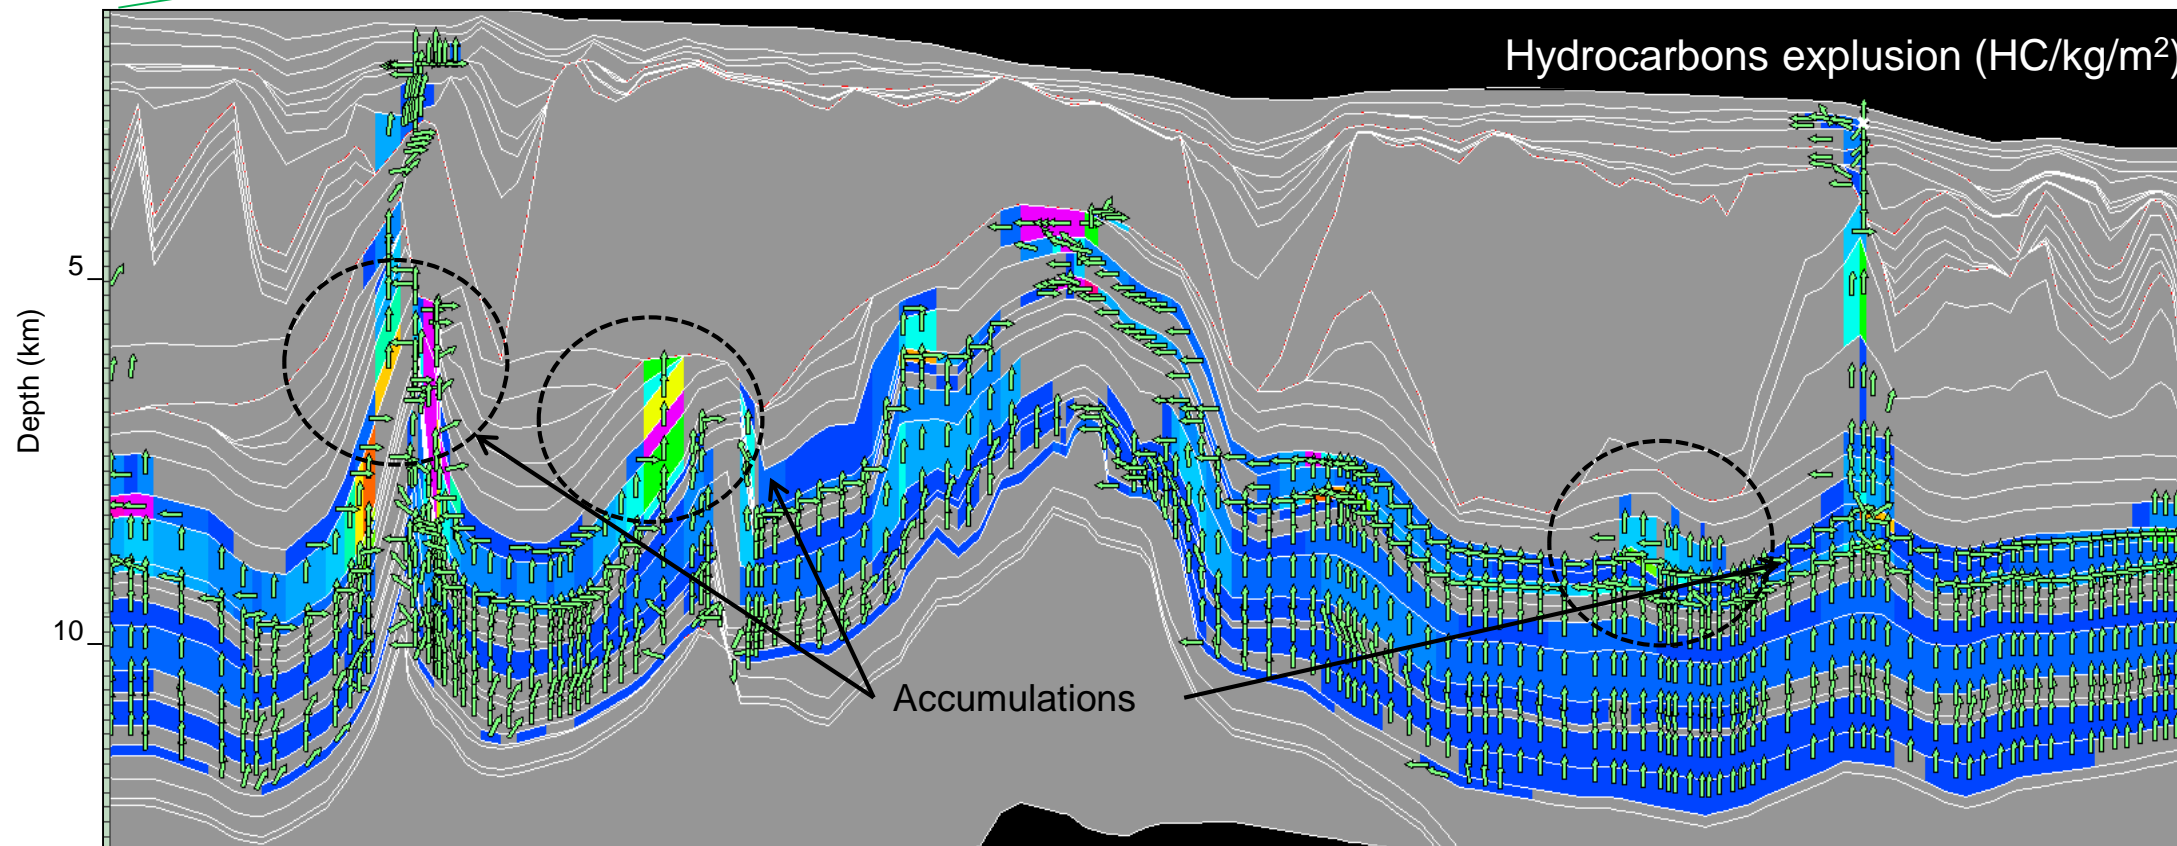 Hydrocarbons explusion (HC/kg/m²)
5
Depth (km)
10
Accumulations